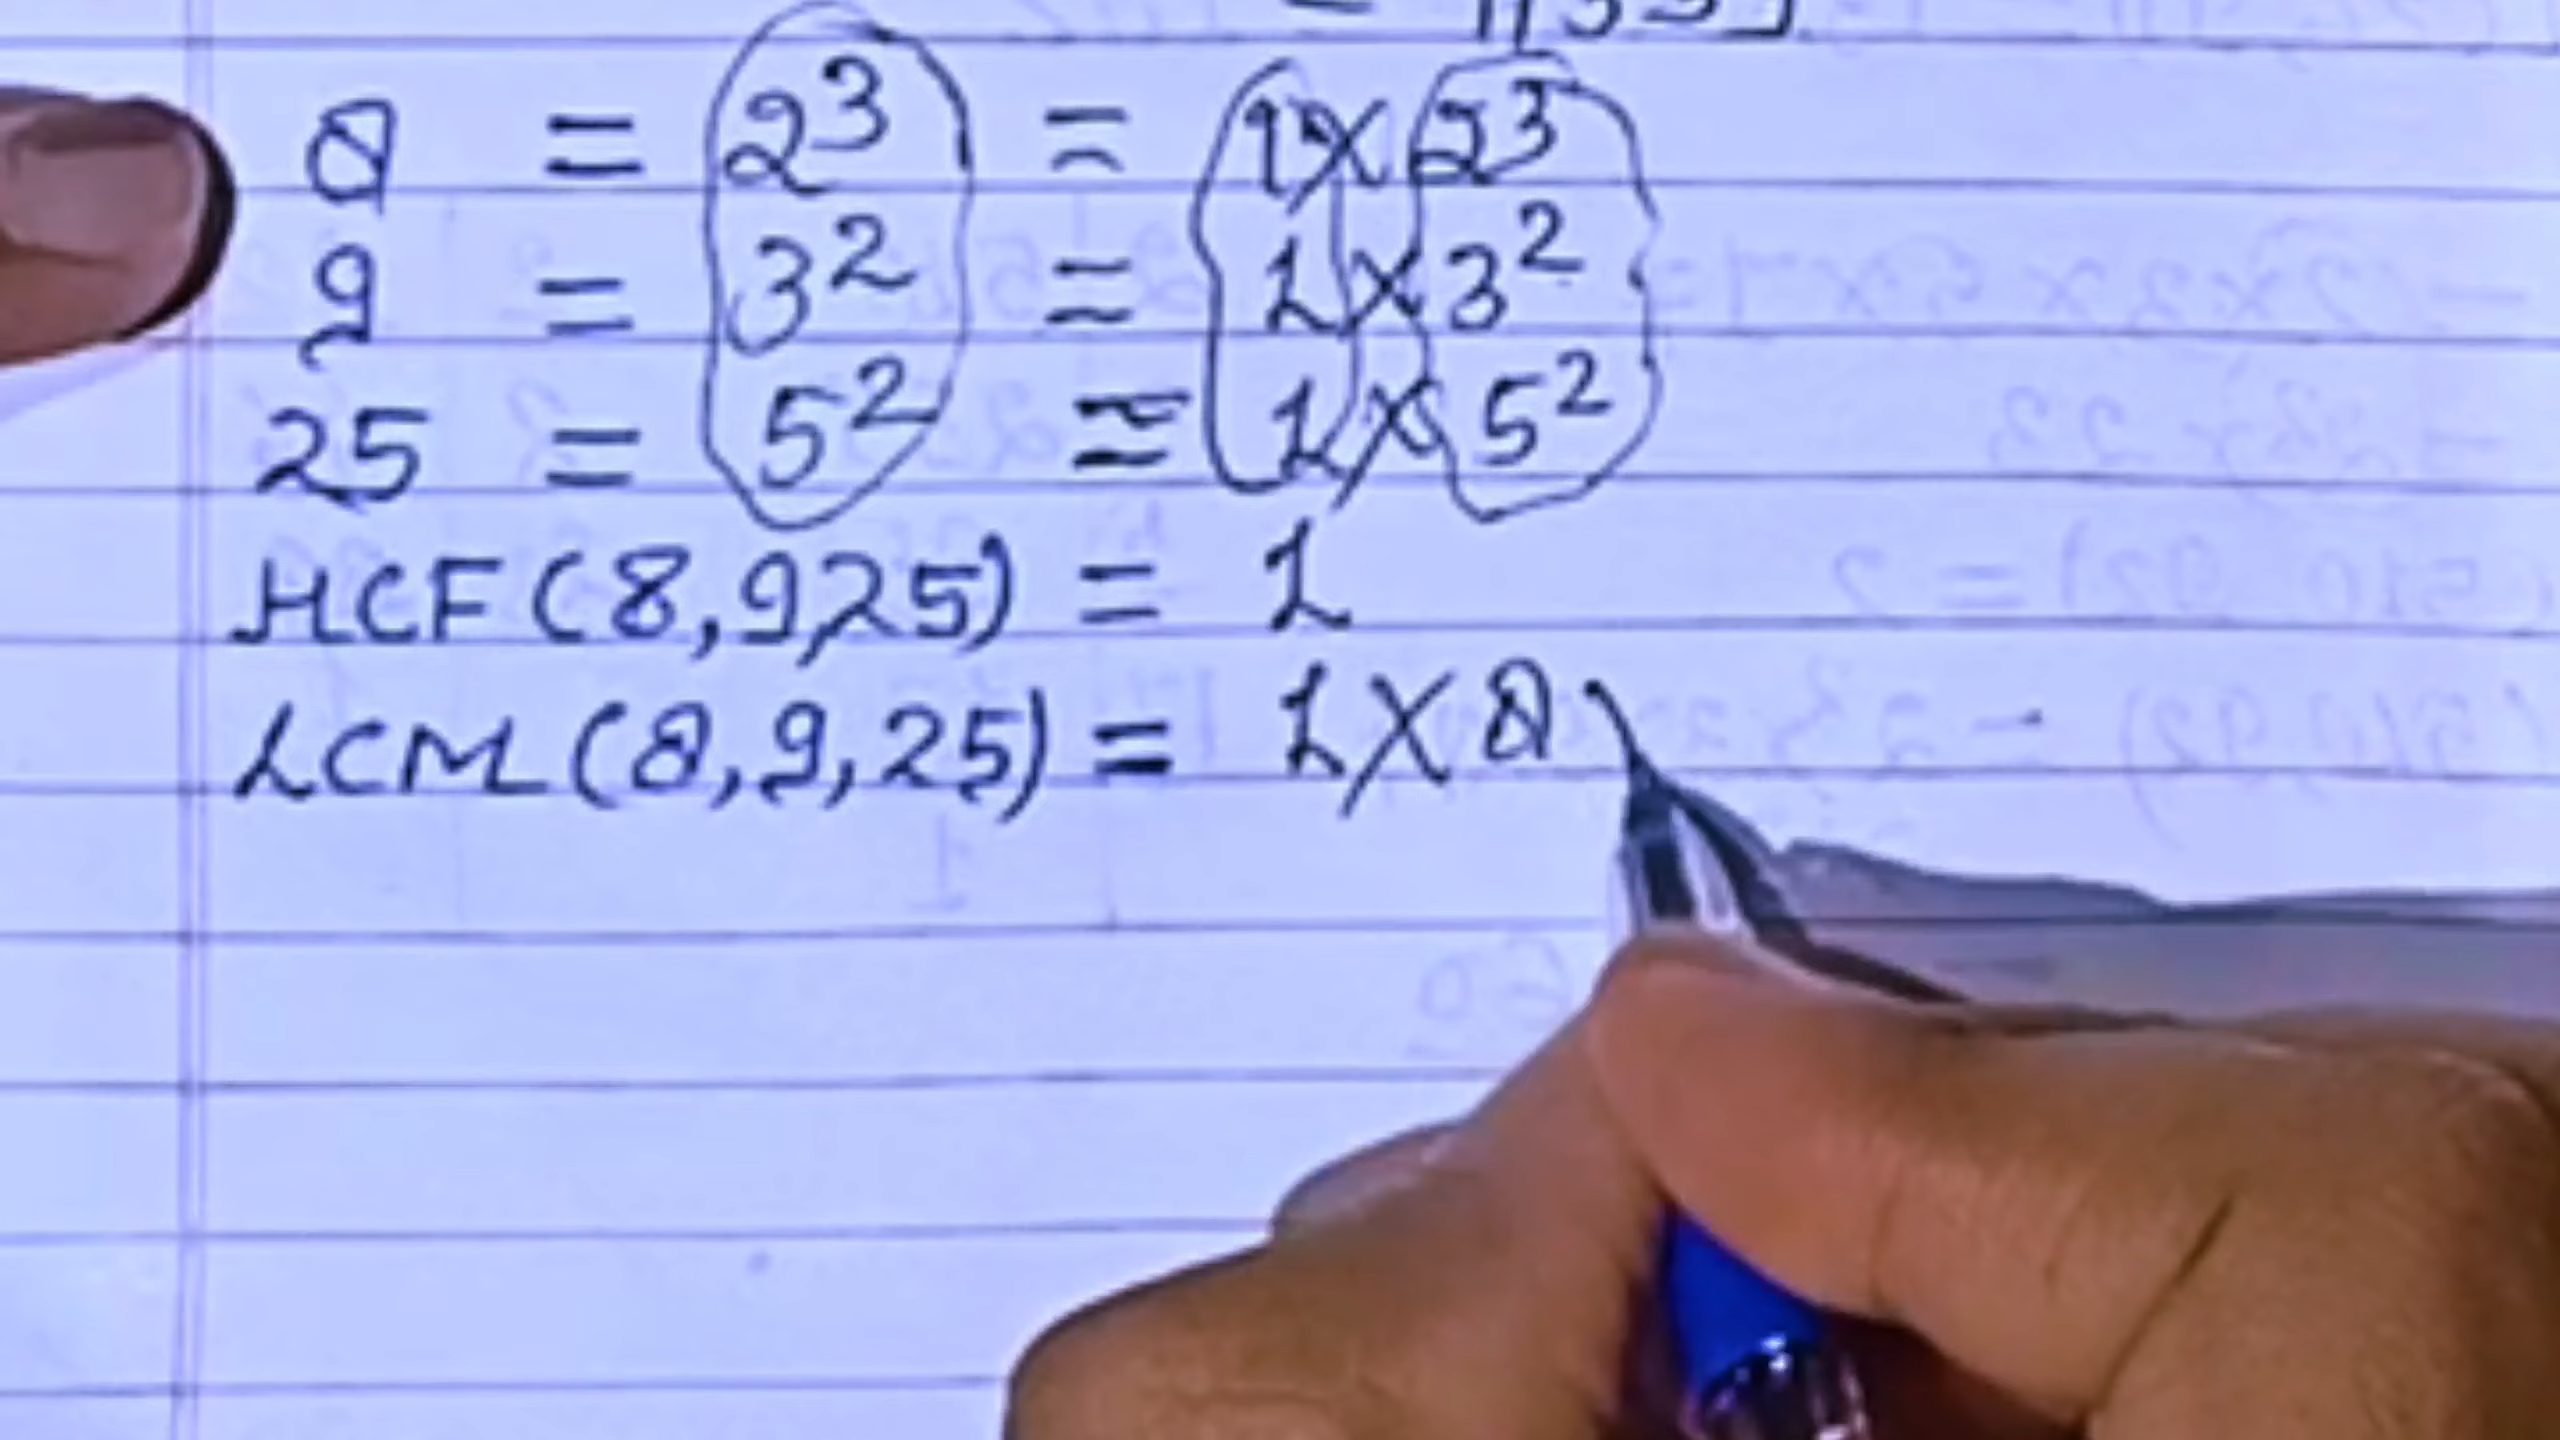 8 = 2³ = 1×2³
9 = 3² = 1×3²
25 = 5² = 1×5²
HCF(8,9,25) = 1
LCM(8,9,25) = 1×8